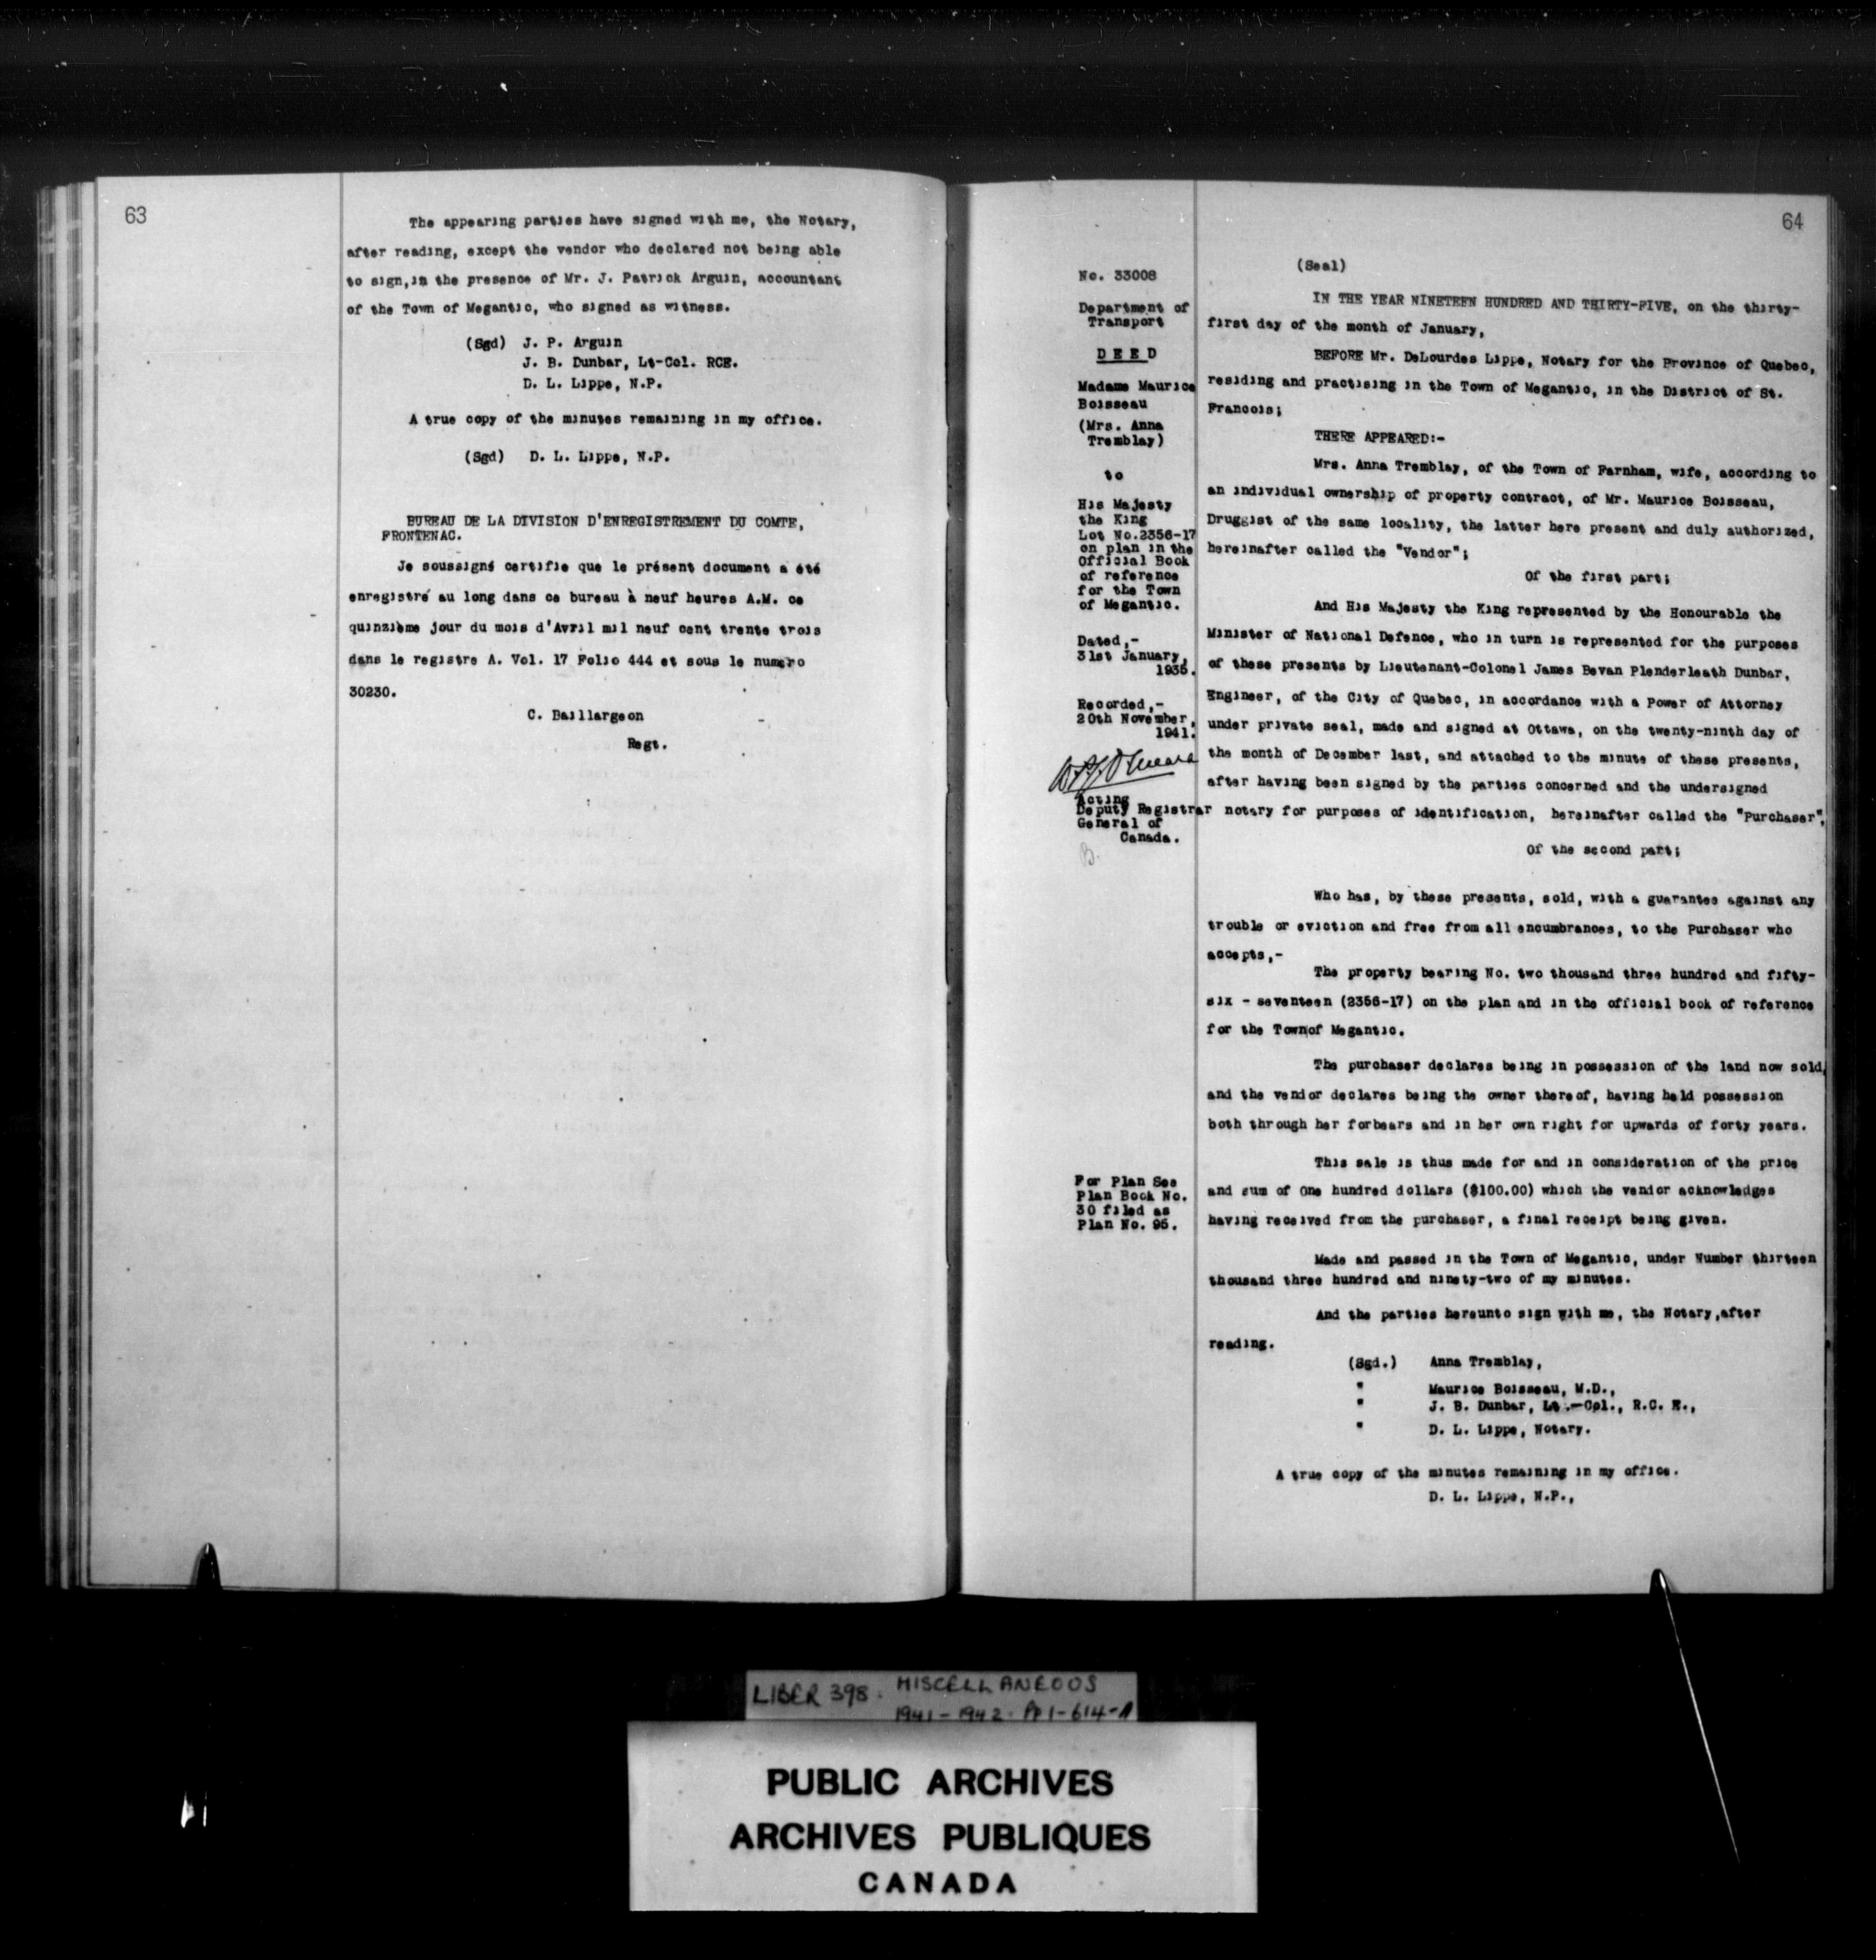 63
The appearing parties have signed with me, the Notary,
after reading, except the vendor who declared not being able
to sign,in the presence of Mr. J. Patrick Arguin, accountant
of the Town of Megantic, who signed as witness.
(Sgd) J. P. Arguin
J. B. Dunbar, Lt-Col. RCE.
D. L. Lippe, N.P.
A true copy of the minutes remaining in my office.
(Sgd) D. L. Lippe, N.P.
BUREAU DE LA DIVISION D'ENREGISTREMENT DU COMTE,
FRONTENAC.
Je soussigné certifie que le présent document a été
enregistré au long dans ce bureau à neuf heures A.M. ce
quinzième jour du mois d'Avril mil neuf cent trente trois
dans le registre A. Vol. 17 Folio 444 et sous le numero
30230.
C. Baillargeon
Regt.
64
No. 33008
Department of
Transport
DEED
Madame Maurice
Boisseau
(Mrs. Anna
Tremblay)
to
His Majesty
the King
Lot No.2356-17
on plan in the
Official Book
of reference
for the Town
of Megantic.
Dated,-
31st January,
1935.
Recorded,-
20th November,
1941.
Acting
Deputy Registrar
General of
Canada.
B.
For Plan See
Plan Book No.
30 filed as
Plan No. 95.
(Seal)
IN THE YEAR NINETEEN HUNDRED AND THIRTY-FIVE, on the thirty-
first day of the month of January,
BEFORE Mr. DeLourdes Lippe, Notary for the Province of Quebec,
residing and practising in the Town of Megantic, in the District of St.
Francois;
THERE APPEARED:-
Mrs. Anna Tremblay, of the Town of Farnham, wife, according to
an individual ownership of property contract, of Mr. Maurice Boisseau,
Druggist of the same locality, the latter here present and duly authorized,
hereinafter called the "Vendor";
Of the first part;
And His Majesty the King represented by the Honourable the
Minister of National Defence, who in turn is represented for the purposes
of these presents by Lieutenant-Colonel James Bevan Plenderleath Dunbar,
Engineer, of the City of Quebec, in accordance with a Power of Attorney
under private seal, made and signed at Ottawa, on the twenty-ninth day of
the month of December last, and attached to the minute of these presents,
after having been signed by the parties concerned and the undersigned
notary for purposes of identification, hereinafter called the "Purchaser",
Of the second part;
Who has, by these presents, sold, with a guarantee against any
trouble or eviction and free from all encumbrances, to the Purchaser who
accepts,-
The property bearing No. two thousand three hundred and fifty-
six - seventeen (2356-17) on the plan and in the official book of reference
for the Townof Megantic.
The purchaser declares being in possession of the land now sold,
and the vendor declares being the owner thereof, having held possession
both through her forbears and in her own right for upwards of forty years.
This sale is thus made for and in consideration of the price
and sum of One hundred dollars ($100.00) which the vendor acknowledges
having received from the purchaser, a final receipt being given.
Made and passed in the Town of Megantic, under Number thirteen
thousand three hundred and ninety-two of my minutes.
And the parties hereunto sign with me, the Notary,after
reading.
(Sgd.) Anna Tremblay,
" Maurice Boisseau, M.D.,
" J. B. Dunbar, Lt.-Col., R.C. E.,
" D. L. Lippe, Notary.
A true copy of the minutes remaining in my office.
D. L. Lippe, N.P.,
LIBER 398. MISCELLANEOUS
1941-1942. PP 1-614-A
PUBLIC ARCHIVES
ARCHIVES PUBLIQUES
CANADA